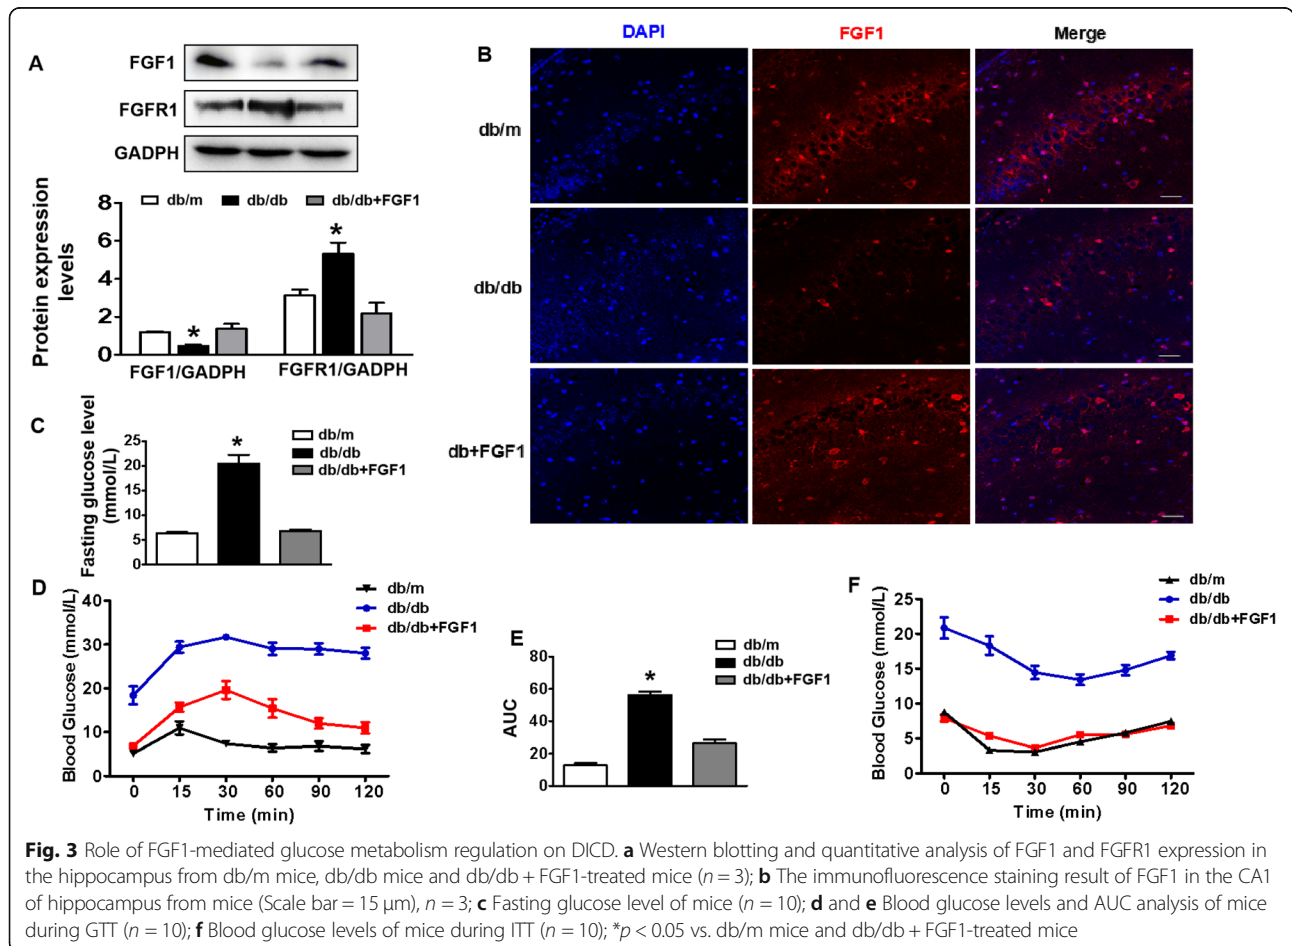 A
FGF1
FGFR1
GADPH
db/m db/db db/db+FGF1
Protein expression
levels
8
6
4
2
0
*
*
FGF1/GADPH FGFR1/GADPH
B
DAPI FGF1 Merge
db/m
db/db
db+FGF1
C
Fasting glucose level
(mmol/L)
25
20
15
10
5
0
*
db/m
db/db
db/db+FGF1
D
Blood Glucose (mmol/L)
40
30
20
10
0
db/m
db/db
db/db+FGF1
0 15 30 60 90 120
Time (min)
E
AUC
80
60
40
20
0
*
db/m
db/db
db/db+FGF1
F
Blood Glucose (mmol/L)
25
20
15
10
5
0
db/m
db/db
db/db+FGF1
0 15 30 60 90 120
Time (min)
Fig. 3 Role of FGF1-mediated glucose metabolism regulation on DICD. a Western blotting and quantitative analysis of FGF1 and FGFR1 expression in
the hippocampus from db/m mice, db/db mice and db/db + FGF1-treated mice (n = 3); b The immunofluorescence staining result of FGF1 in the CA1
of hippocampus from mice (Scale bar = 15 μm), n = 3; c Fasting glucose level of mice (n = 10); d and e Blood glucose levels and AUC analysis of mice
during GTT (n = 10); f Blood glucose levels of mice during ITT (n = 10); *p < 0.05 vs. db/m mice and db/db + FGF1-treated mice